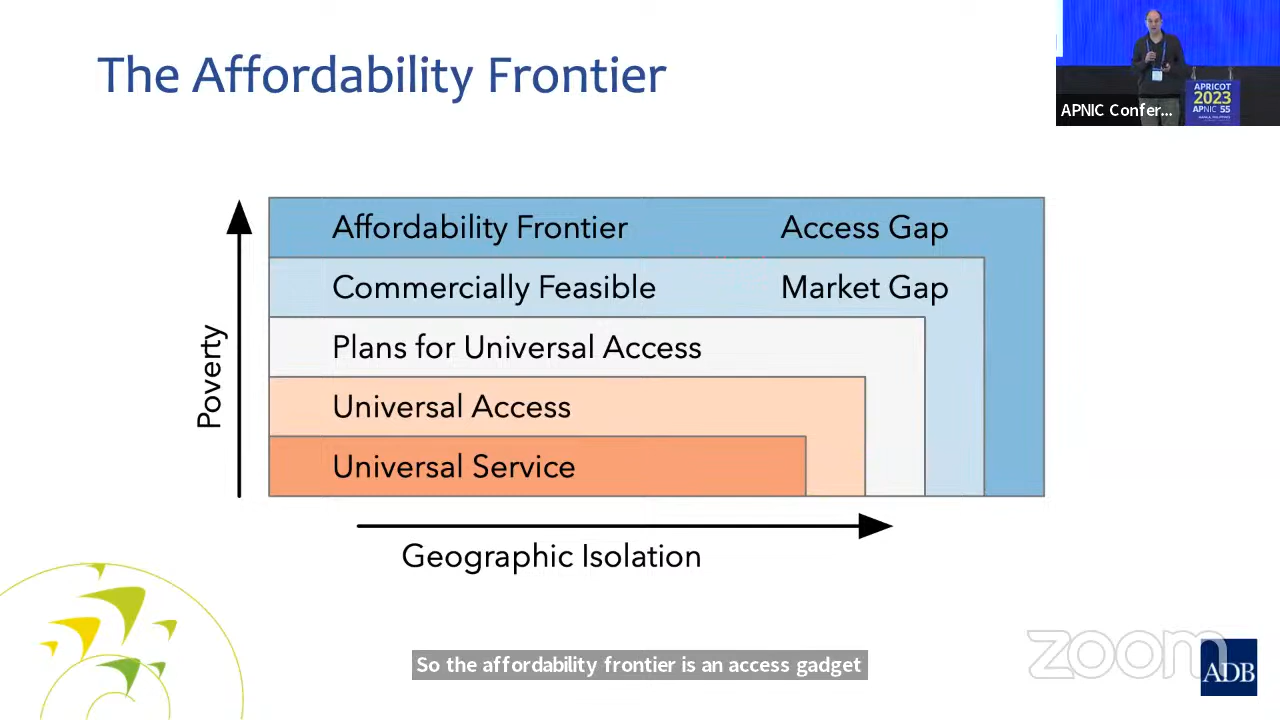 The Affordability Frontier
APRICOT
2023
APNIC 55
APNIC Confer...
Affordability Frontier Access Gap
Commercially Feasible Market Gap
Plans for Universal Access
Universal Access
Universal Service
Poverty
Geographic Isolation
So the affordability frontier is an access gadget
zoom
ADB